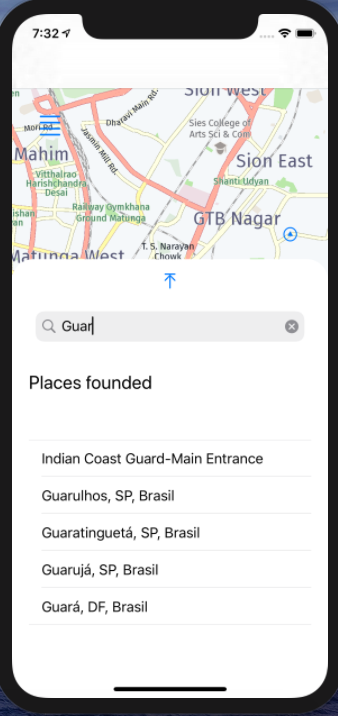 7:32
Sion West
en
Dharavi Main Rd.
Mori Rd
Jasmin Mill Rd.
Sies College of
Arts Sci & Com
Mahim
Sion East
Vitthalrao
Harishchandra
Desai
Shanti Udyan
Railway Gymkhana
Ground Matunga
ishan
an
GTB Nagar
T. S. Narayan
Chowk
Matunga West
Guar
Places founded
Indian Coast Guard-Main Entrance
Guarulhos, SP, Brasil
Guaratinguetá, SP, Brasil
Guarujá, SP, Brasil
Guará, DF, Brasil